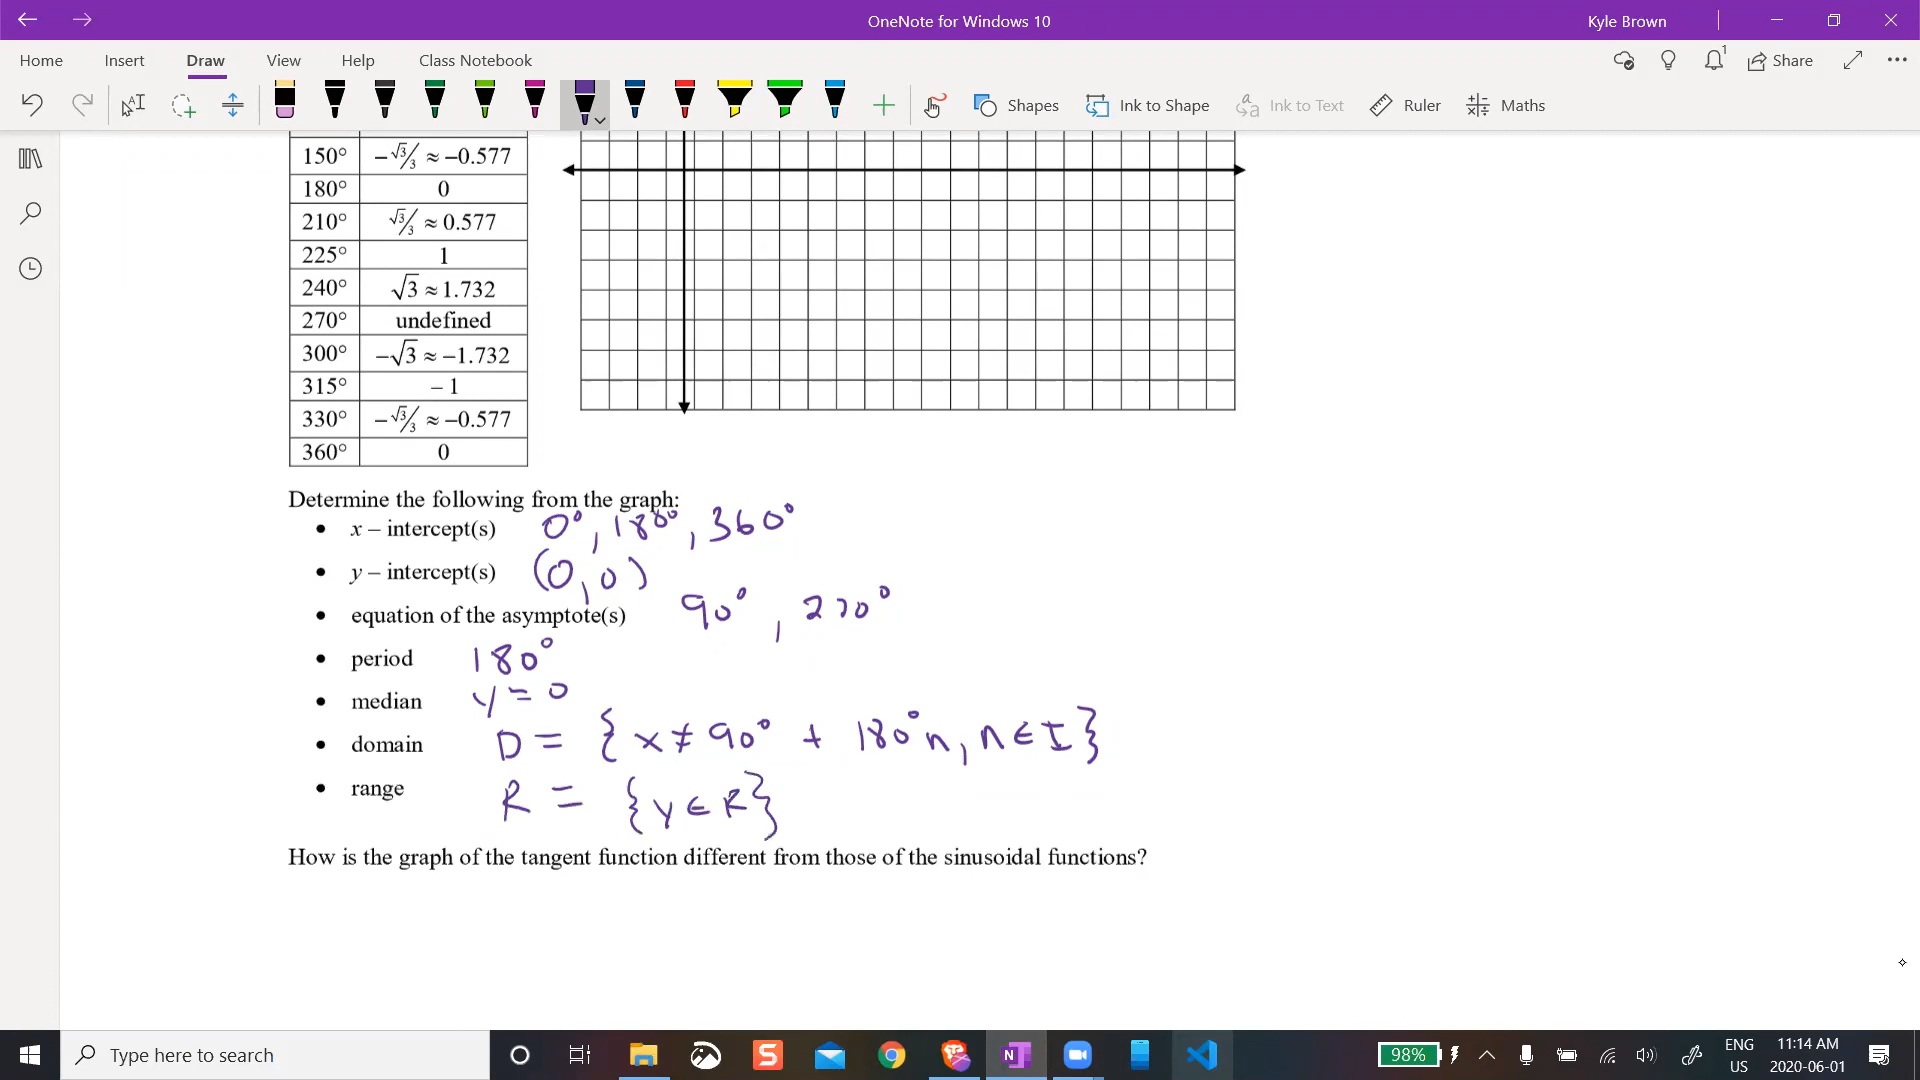 OneNote for Windows 10
Kyle Brown
Home Insert Draw View Help Class Notebook
1 Share
Shapes Ink to Shape Ink to Text Ruler Maths
150° −√3/3 ≈ −0.577
180° 0
210° √3/3 ≈ 0.577
225° 1
240° √3 ≈ 1.732
270° undefined
300° −√3 ≈ −1.732
315° – 1
330° −√3/3 ≈ −0.577
360° 0
Determine the following from the graph:
• x – intercept(s) 0°, 180°, 360°
• y – intercept(s) (0, 0)
• equation of the asymptote(s) 90°, 270°
• period 180°
• median y = 0
• domain D = { x ≠ 90° + 180°n, n ∈ I }
• range R = { y ∈ R }
How is the graph of the tangent function different from those of the sinusoidal functions?
Type here to search
98%
ENG
US
11:14 AM
2020-06-01